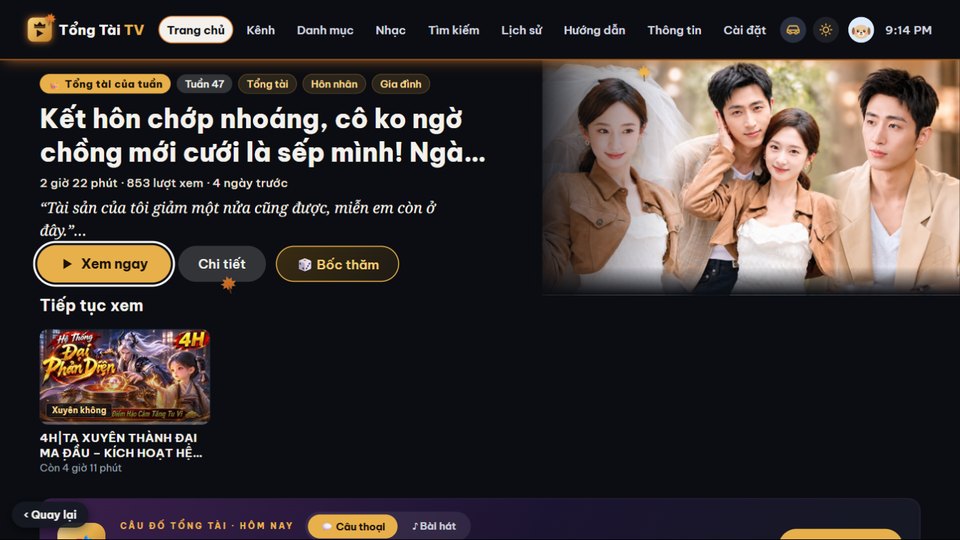 Tổng Tài TV
Trang chủ
Kênh
Danh mục
Nhạc
Tìm kiếm
Lịch sử
Hướng dẫn
Thông tin
Cài đặt
9:14 PM
Tổng tài của tuần
Tuần 47
Tổng tài
Hôn nhân
Gia đình
Kết hôn chớp nhoáng, cô ko ngờ
chồng mới cưới là sếp mình! Ngà...
2 giờ 22 phút · 853 lượt xem · 4 ngày trước
“Tài sản của tôi giảm một nửa cũng được, miễn em còn ở
đây.”...
Xem ngay
Chi tiết
Bốc thăm
Tiếp tục xem
Hệ Thống
4H
Đại
Phản Diện
Xuyên không
Điểm Hảo Cảm Tăng Tu Vi
4H|TA XUYÊN THÀNH ĐẠI
MA ĐẦU – KÍCH HOẠT HỆ...
Còn 4 giờ 11 phút
‹ Quay lại
CÂU ĐỐ TỔNG TÀI · HÔM NAY
Câu thoại
♪ Bài hát